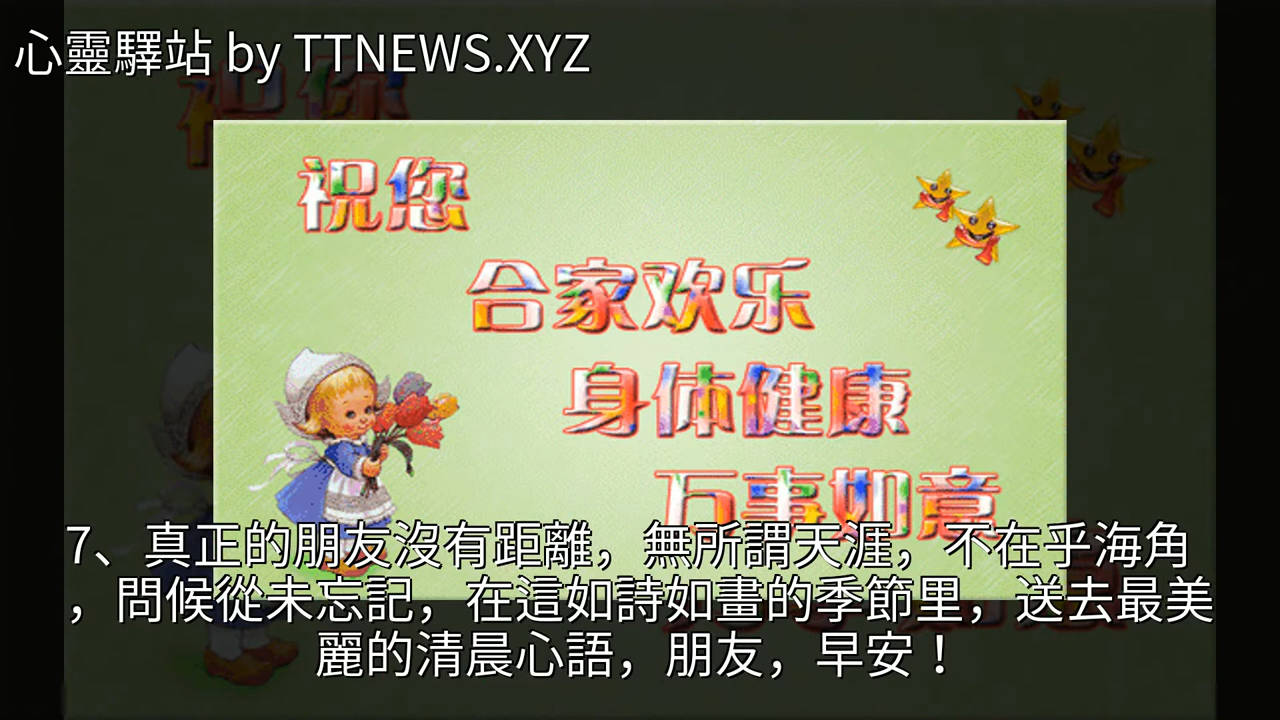 心靈驛站 by TTNEWS.XYZ
祝您
合家欢乐
身体健康
万事如意
7、真正的朋友沒有距離，無所謂天涯，不在乎海角
，問候從未忘記，在這如詩如畫的季節里，送去最美
麗的清晨心語，朋友，早安！